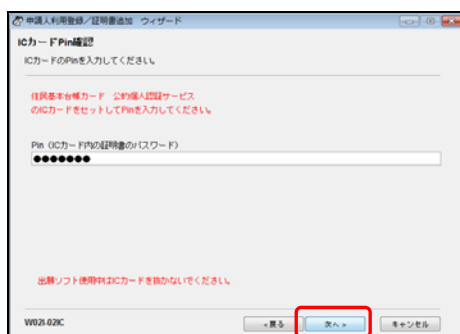 申請人利用登録／証明書追加 ウィザード
ICカードPin確認
ICカードのPinを入力してください。
住民基本台帳カード 公的個人認証サービス
のICカードをセットしてPinを入力してください。
Pin (ICカード内の証明書のパスワード)
●●●●●●●
出願ソフト使用中はICカードを抜かないでください。
W02I-02IC
<戻る
次へ >
キャンセル